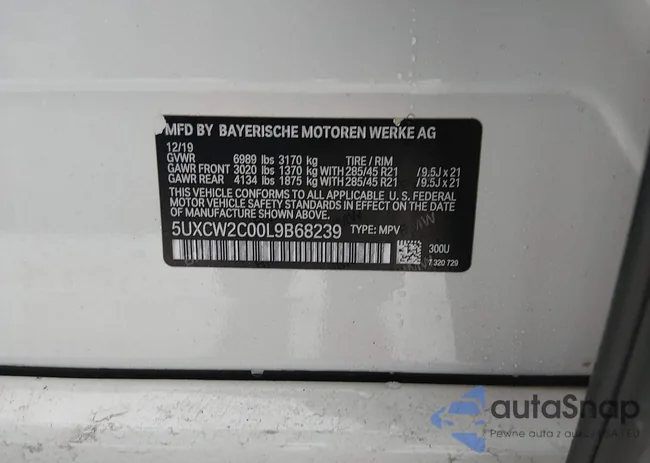 MFD BY BAYERISCHE MOTOREN WERKE AG
12/19
GVWR 6989 lbs 3170 kg TIRE / RIM
GAWR FRONT 3020 lbs 1370 kg WITH 285/45 R21 /9.5J x 21
GAWR REAR 4134 lbs 1875 kg WITH 285/45 R21 /9.5J x 21
THIS VEHICLE CONFORMS TO ALL APPLICABLE U. S. FEDERAL
MOTOR VEHICLE SAFETY STANDARDS IN EFFECT ON THE DATE OF
MANUFACTURE SHOWN ABOVE.
5UXCW2C00L9B68239 TYPE: MPV
300U
7 320 729
autaSnap
Pewne auta z